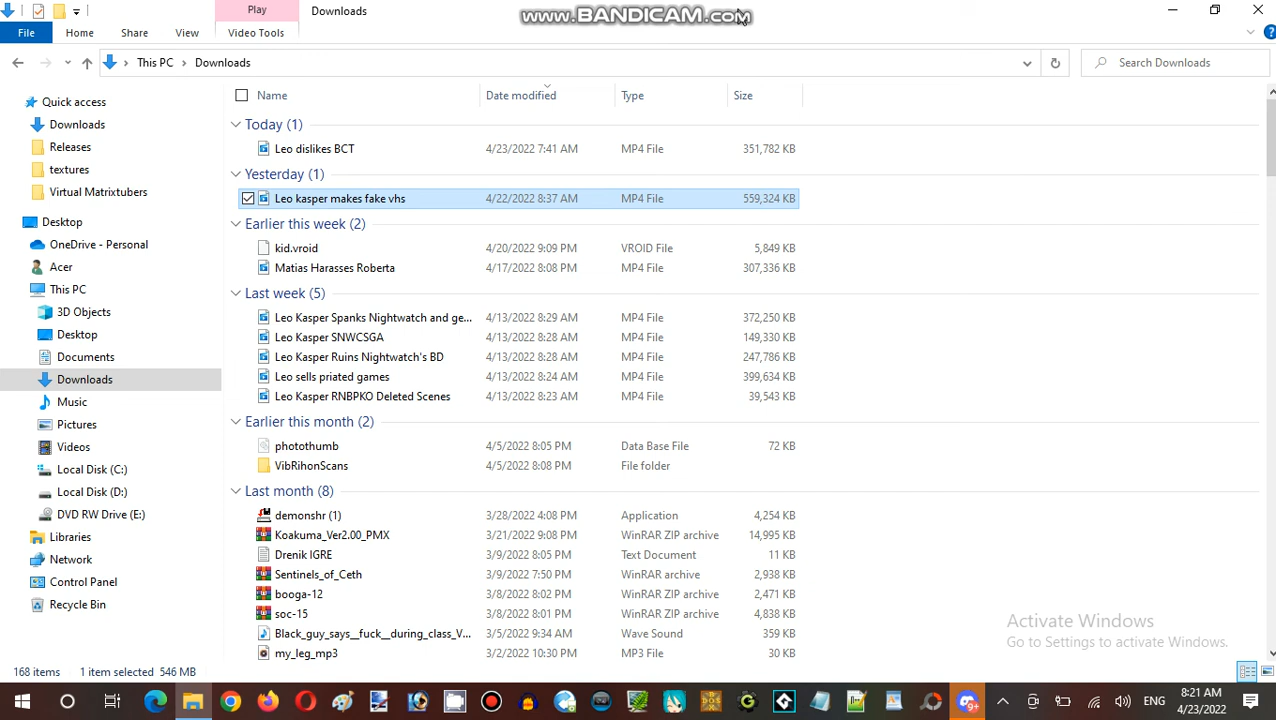 Play
Downloads
www.BANDICAM.com
File
Home
Share
View
Video Tools
This PC
Downloads
Search Downloads
Name
Date modified
Type
Size
Quick access
Downloads
Releases
textures
Virtual Matrixtubers
Desktop
OneDrive - Personal
Acer
This PC
3D Objects
Desktop
Documents
Downloads
Music
Pictures
Videos
Local Disk (C:)
Local Disk (D:)
DVD RW Drive (E:)
Libraries
Network
Control Panel
Recycle Bin
Today (1)
Leo dislikes BCT 4/23/2022 7:41 AM MP4 File 351,782 KB
Yesterday (1)
Leo kasper makes fake vhs 4/22/2022 8:37 AM MP4 File 559,324 KB
Earlier this week (2)
kid.vroid 4/20/2022 9:09 PM VROID File 5,849 KB
Matias Harasses Roberta 4/17/2022 8:08 PM MP4 File 307,336 KB
Last week (5)
Leo Kasper Spanks Nightwatch and ge... 4/13/2022 8:29 AM MP4 File 372,250 KB
Leo Kasper SNWCSGA 4/13/2022 8:28 AM MP4 File 149,330 KB
Leo Kasper Ruins Nightwatch's BD 4/13/2022 8:28 AM MP4 File 247,786 KB
Leo sells priated games 4/13/2022 8:24 AM MP4 File 399,634 KB
Leo Kasper RNBPKO Deleted Scenes 4/13/2022 8:23 AM MP4 File 39,543 KB
Earlier this month (2)
photothumb 4/5/2022 8:05 PM Data Base File 72 KB
VibRihonScans 4/5/2022 8:08 PM File folder
Last month (8)
demonshr (1) 3/28/2022 4:08 PM Application 4,254 KB
Koakuma_Ver2.00_PMX 3/21/2022 9:08 PM WinRAR ZIP archive 14,995 KB
Drenik IGRE 3/9/2022 8:05 PM Text Document 11 KB
Sentinels_of_Ceth 3/9/2022 7:50 PM WinRAR archive 2,938 KB
booga-12 3/8/2022 8:02 PM WinRAR ZIP archive 2,471 KB
soc-15 3/8/2022 8:01 PM WinRAR ZIP archive 4,838 KB
Black_guy_says__fuck__during_class_V... 3/5/2022 9:34 AM Wave Sound 359 KB
my_leg_mp3 3/2/2022 10:30 PM MP3 File 30 KB
Activate Windows
Go to Settings to activate Windows.
168 items 1 item selected 546 MB
9+
ENG
8:21 AM
4/23/2022